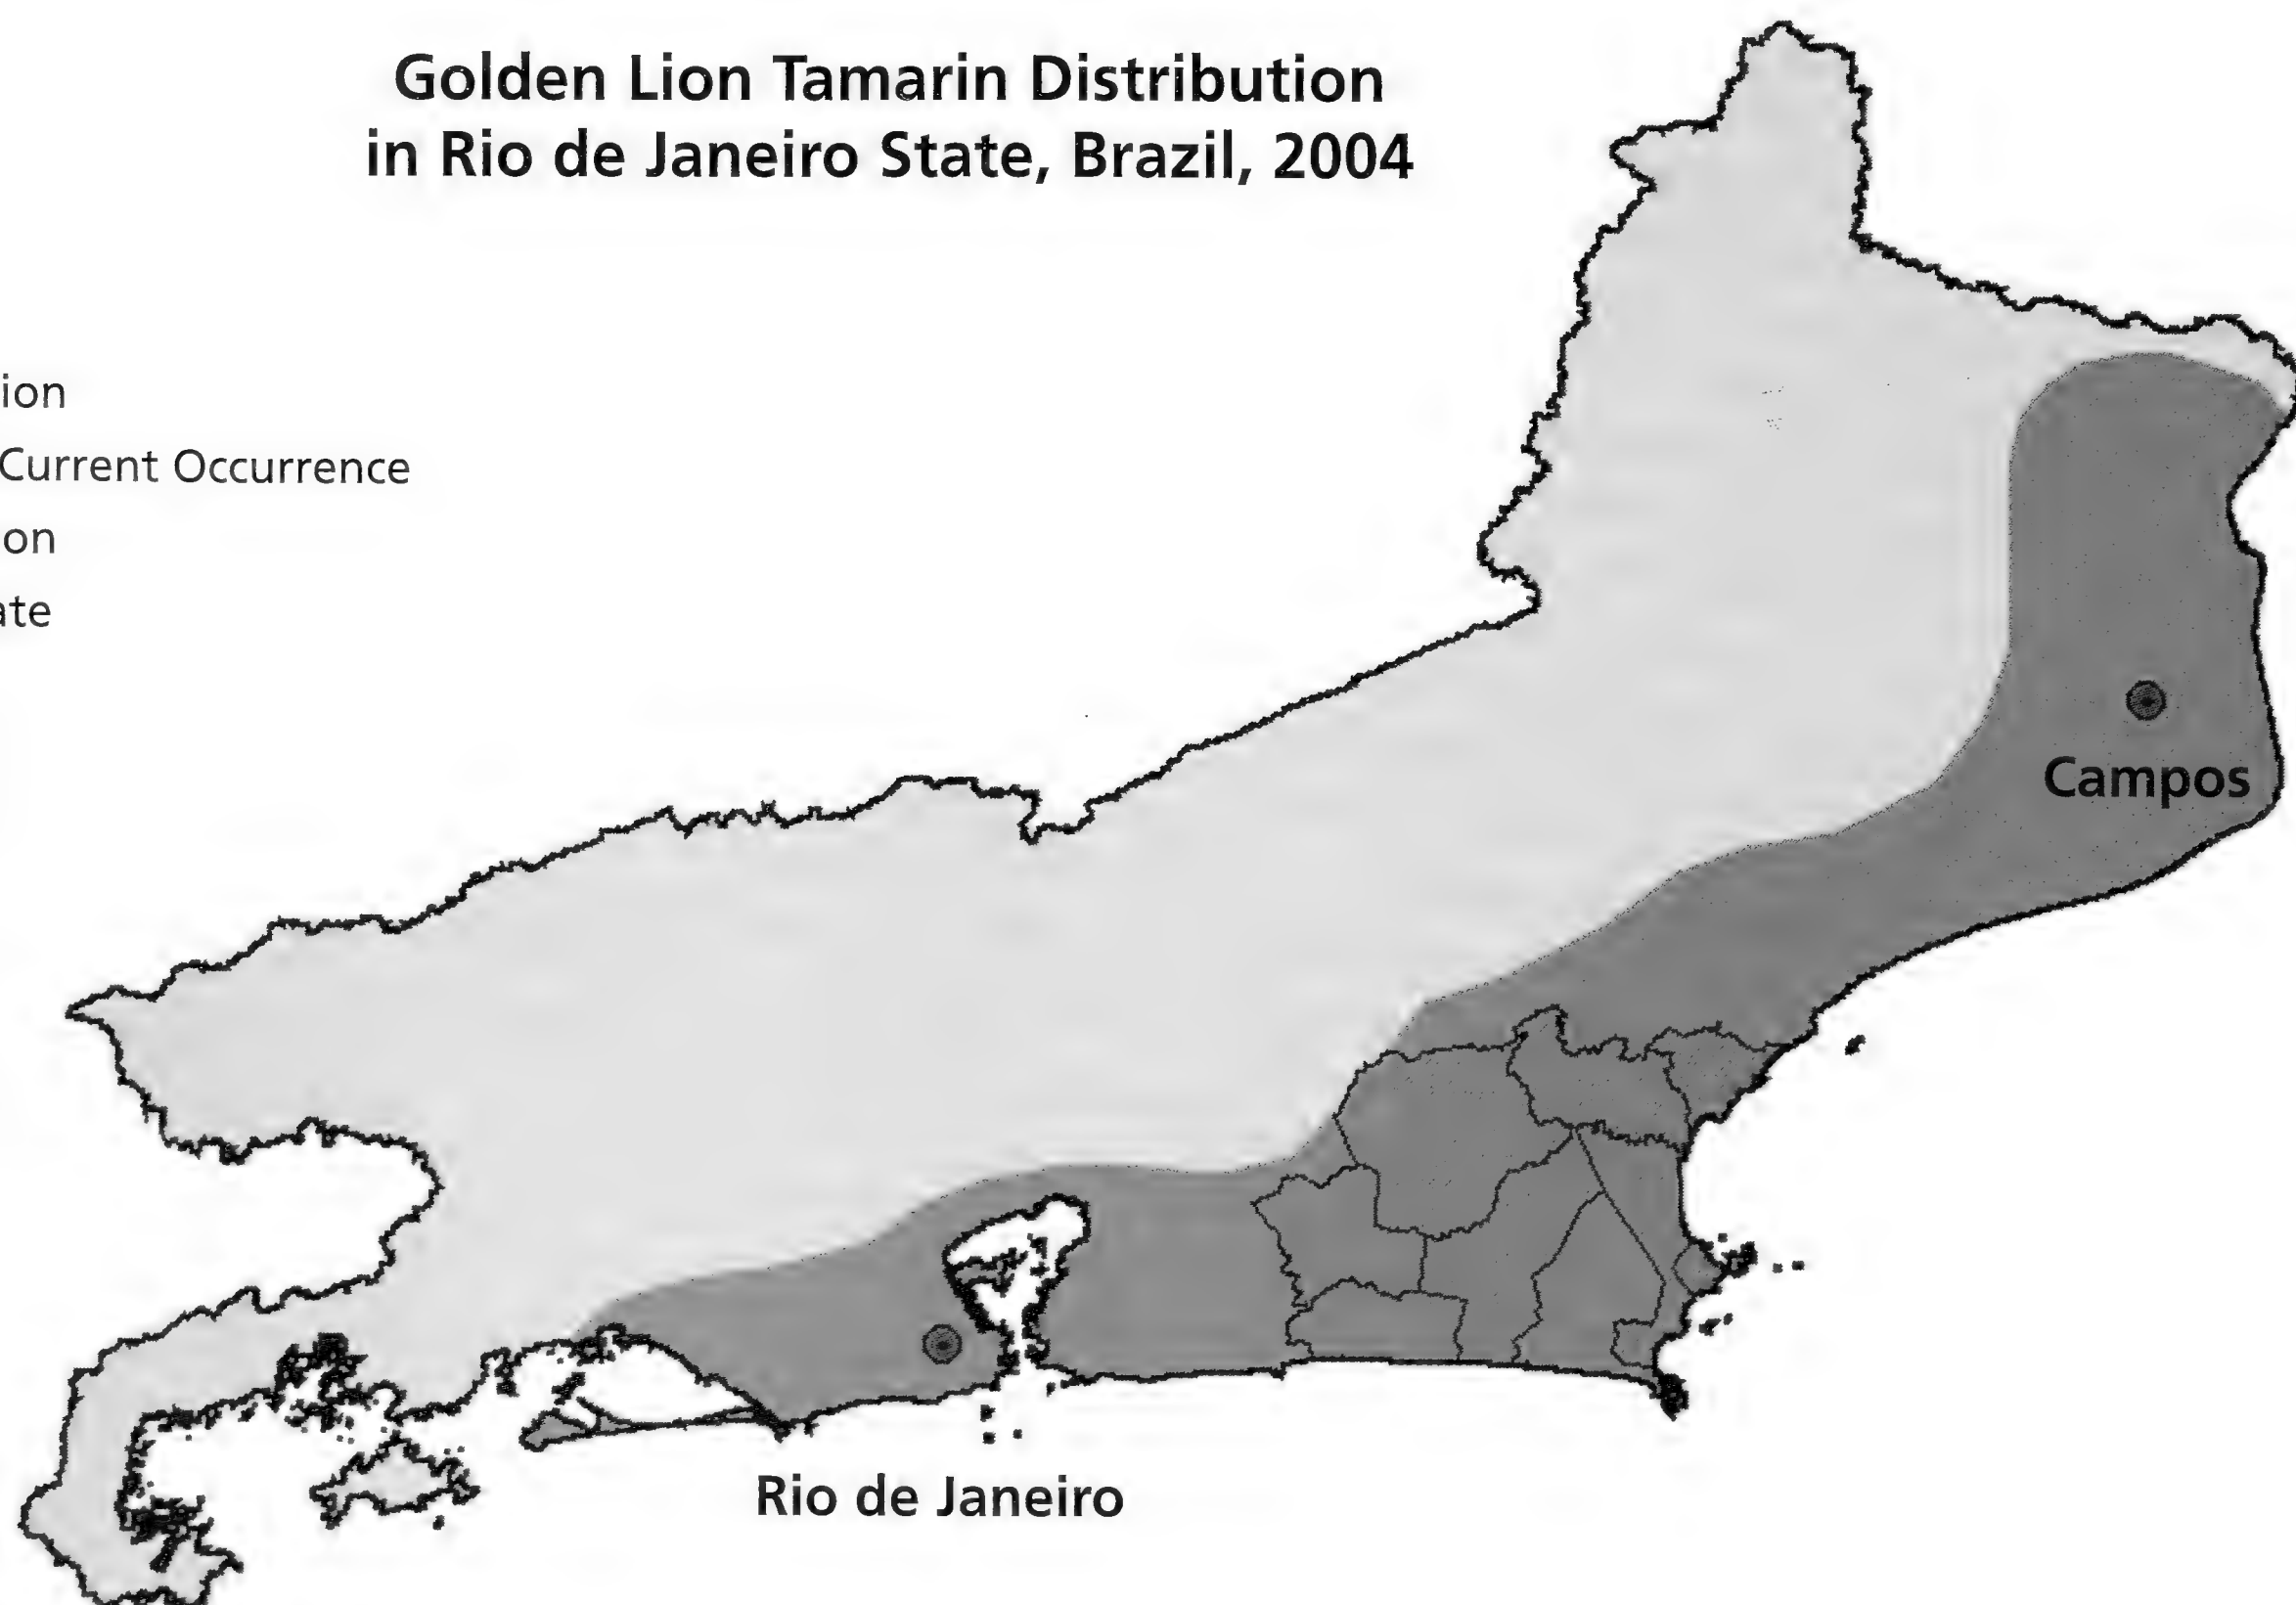 Golden Lion Tamarin Distribution
in Rio de Janeiro State, Brazil, 2004
ion
Current Occurrence
on
ate
Campos
Rio de Janeiro